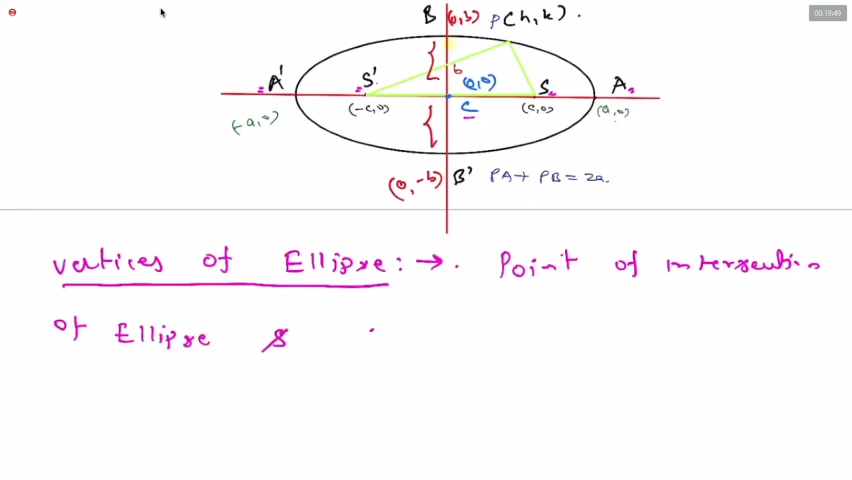 00:19:49
B (0,b) P(h,k).
A' S' b (0,0) S A
(-a,0) (-c,0) C (c,0) (a,0)
(0,-b) B' PA+ PB = 2a.
vertices of Ellipse: → . Point of intersection
of Ellipse &